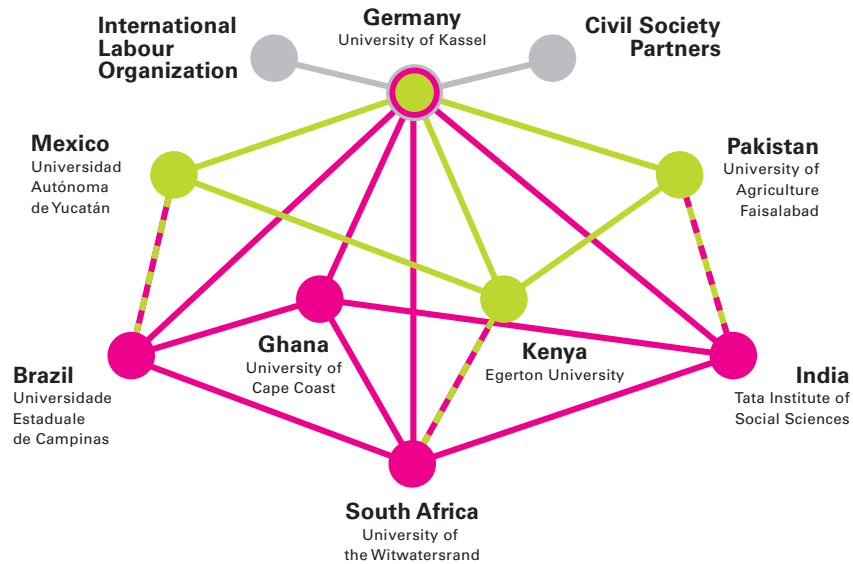 International
Labour
Organization
Germany
University of Kassel
Civil Society
Partners
Mexico
Universidad
Autónoma
de Yucatán
Pakistan
University of
Agriculture
Faisalabad
Ghana
University of
Cape Coast
Kenya
Egerton University
Brazil
Universidade
Estaduale
de Campinas
India
Tata Institute of
Social Sciences
South Africa
University of
the Witwatersrand